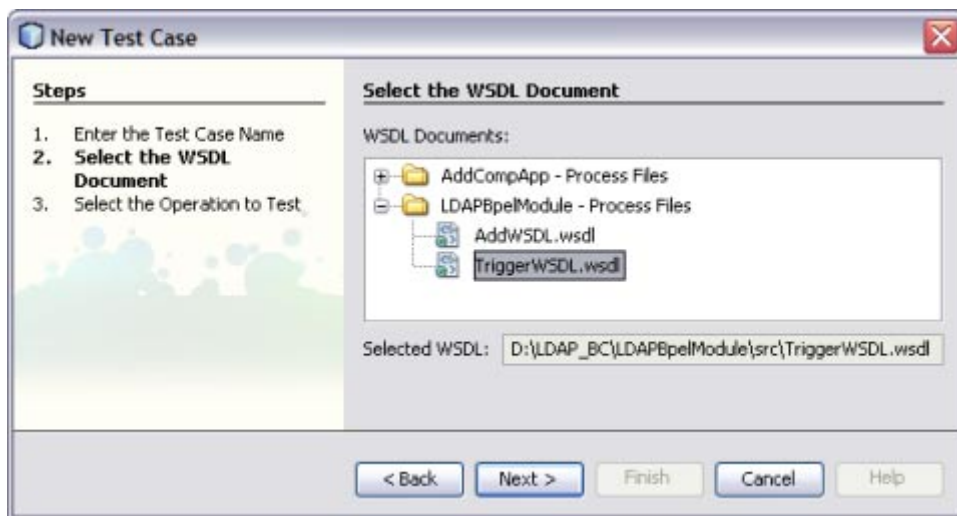 New Test Case
Steps
1. Enter the Test Case Name
2. Select the WSDL
Document
3. Select the Operation to Test
Select the WSDL Document
WSDL Documents:
AddCompApp - Process Files
LDAPBpelModule - Process Files
AddWSDL.wsdl
TriggerWSDL.wsdl
Selected WSDL: D:\LDAP_BC\LDAPBpelModule\src\TriggerWSDL.wsdl
< Back Next > Finish Cancel Help